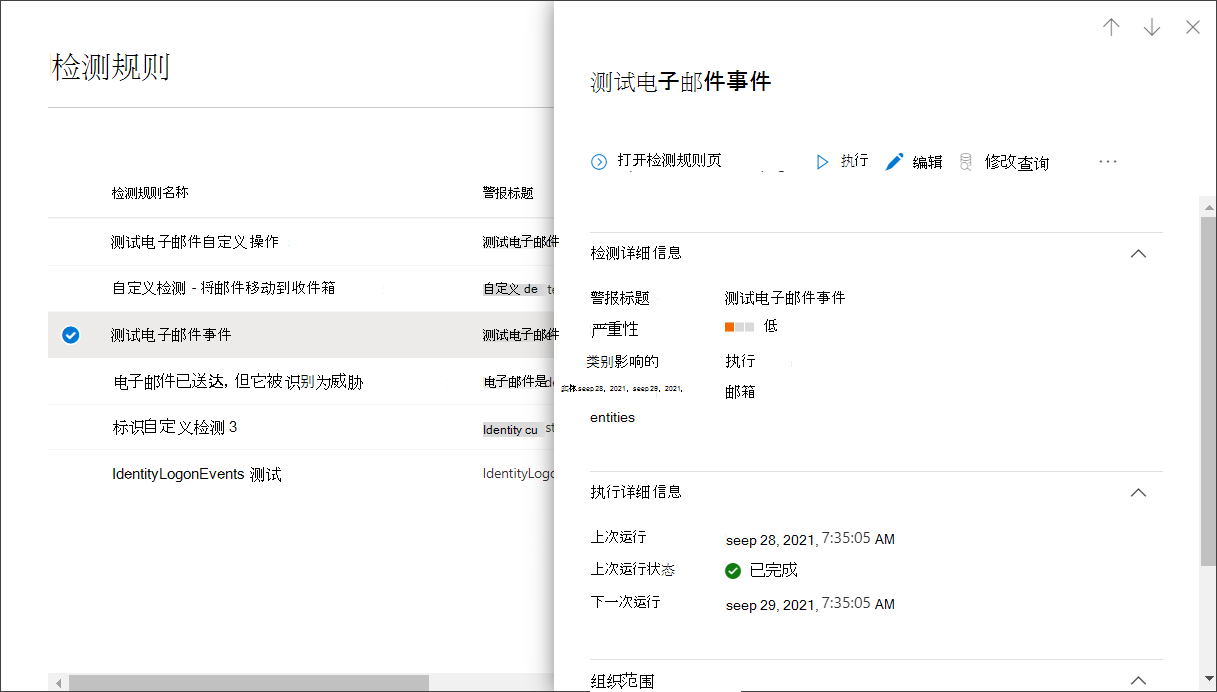 检测规则
检测规则名称 警报标题
测试电子邮件自定义操作 测试电子邮件
自定义检测 - 将邮件移动到收件箱 自定义 de te
测试电子邮件事件 测试电子邮件
电子邮件已送达, 但它被识别为威胁 电子邮件是de
标识自定义检测 3 Identity cu st
IdentityLogonEvents 测试 IdentityLogo
测试电子邮件事件
打开检测规则页 执行 编辑 修改查询 ...
检测详细信息
警报标题 测试电子邮件事件
严重性 低
类别影响的 执行
实体seep 28, 2021, seep 29, 2021, 邮箱
entities
执行详细信息
上次运行 seep 28, 2021, 7:35:05 AM
上次运行状态 已完成
下一次运行 seep 29, 2021, 7:35:05 AM
组织范围